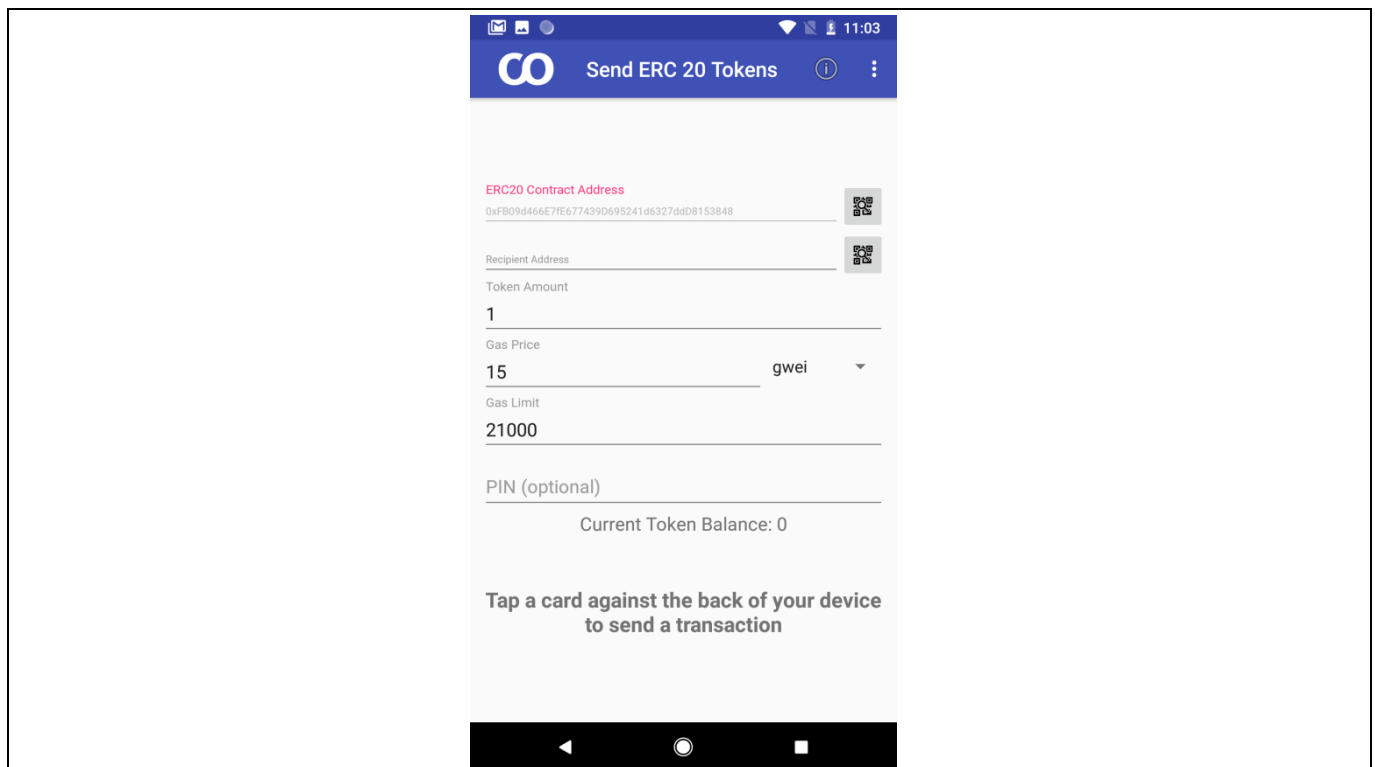 11:03
CO Send ERC 20 Tokens
ERC20 Contract Address
0xFB09d466E7fE677439D695241d6327ddD8153848
Recipient Address
Token Amount
1
Gas Price
15 gwei
Gas Limit
21000
PIN (optional)
Current Token Balance: 0
Tap a card against the back of your device
to send a transaction